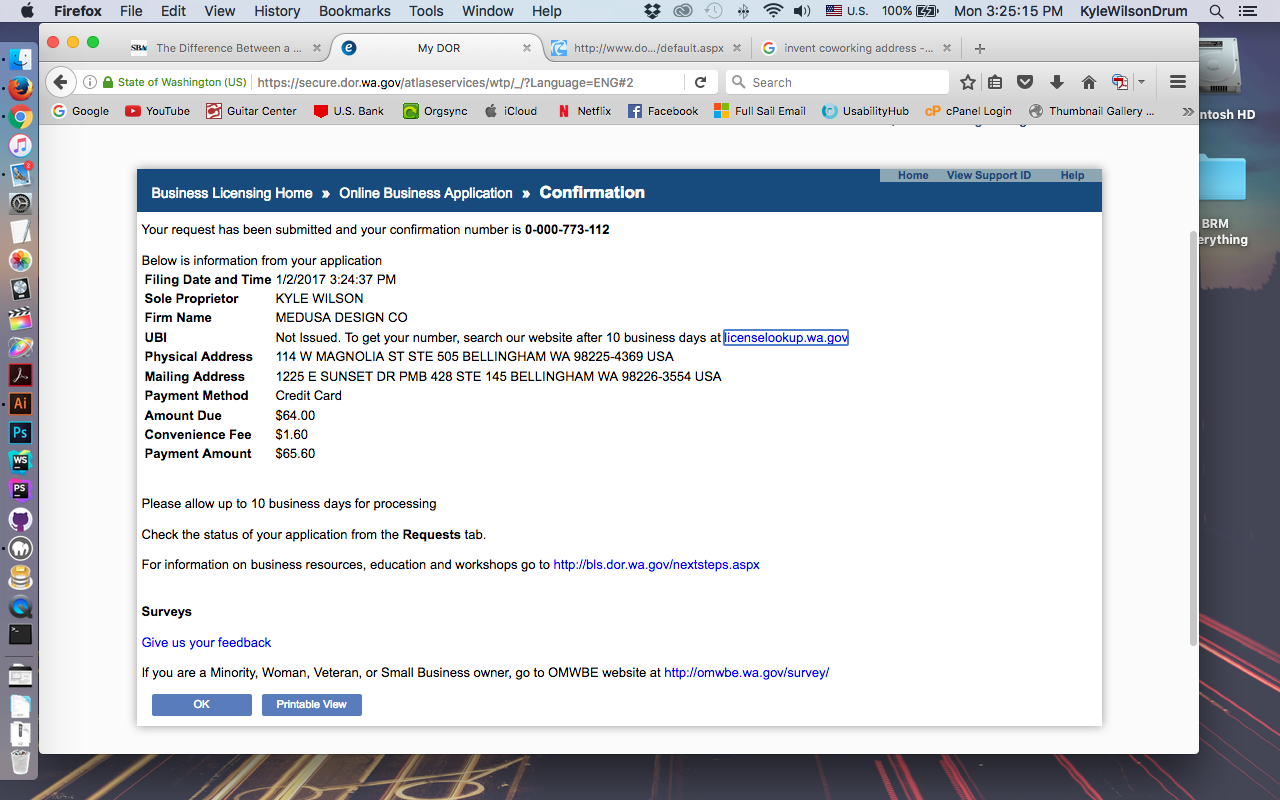 Firefox File Edit View History Bookmarks Tools Window Help U.S. 100% Mon 3:25:15 PM KyleWilsonDrum
SBA The Difference Between a ... My DOR http://www.do.../default.aspx invent coworking address -...
State of Washington (US) https://secure.dor.wa.gov/atlaseservices/wtp/_/?Language=ENG#2 Search
Google YouTube Guitar Center U.S. Bank Orgsync iCloud Netflix Facebook Full Sail Email UsabilityHub cP cPanel Login Thumbnail Gallery ...
ntosh HD
BRM
erything
Home View Support ID Help
Business Licensing Home » Online Business Application » Confirmation
Your request has been submitted and your confirmation number is 0-000-773-112
Below is information from your application
Filing Date and Time 1/2/2017 3:24:37 PM
Sole Proprietor KYLE WILSON
Firm Name MEDUSA DESIGN CO
UBI Not Issued. To get your number, search our website after 10 business days at licenselookup.wa.gov
Physical Address 114 W MAGNOLIA ST STE 505 BELLINGHAM WA 98225-4369 USA
Mailing Address 1225 E SUNSET DR PMB 428 STE 145 BELLINGHAM WA 98226-3554 USA
Payment Method Credit Card
Amount Due $64.00
Convenience Fee $1.60
Payment Amount $65.60
Please allow up to 10 business days for processing
Check the status of your application from the Requests tab.
For information on business resources, education and workshops go to http://bls.dor.wa.gov/nextsteps.aspx
Surveys
Give us your feedback
If you are a Minority, Woman, Veteran, or Small Business owner, go to OMWBE website at http://omwbe.wa.gov/survey/
OK Printable View
Ai
Ps
WS
PS